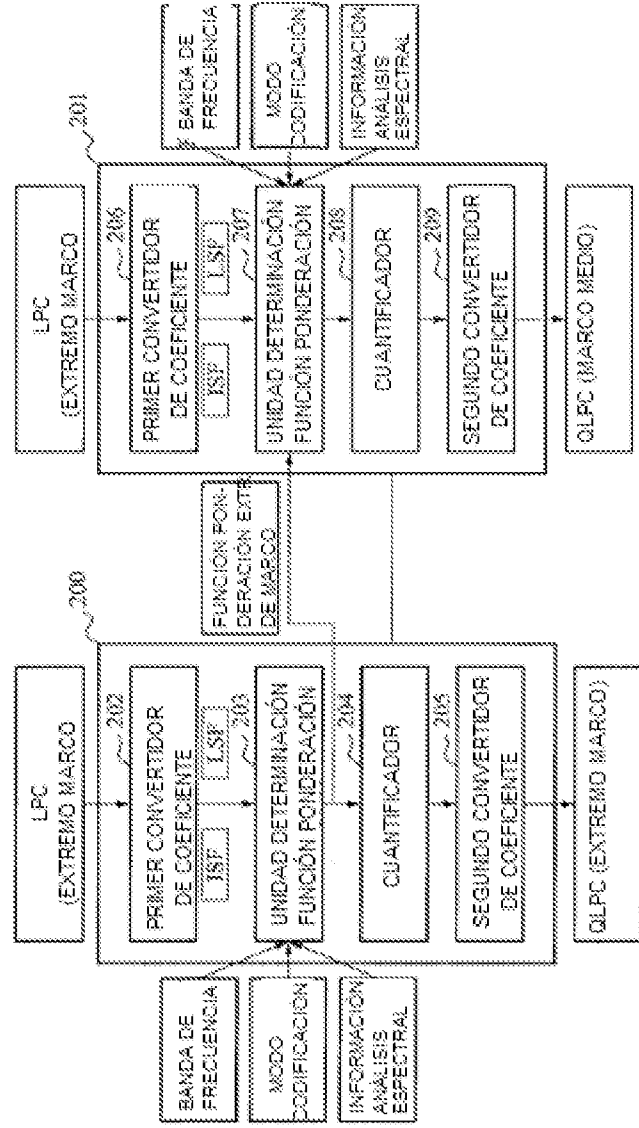 LPC
(EXTREMO MARCO)
200
PRIMER CONVERTIDOR
DE COEFICIENTE
202
ISF
LSF
BANDA DE
FRECUENCIA
MODO
CODIFICACIÓN
INFORMACIÓN
ANÁLISIS
ESPECTRAL
UNIDAD DETERMINACIÓN
FUNCIÓN PONDERACIÓN
203
CUANTIFICADOR
204
SEGUNDO CONVERTIDOR
DE COEFICIENTE
205
QLPC (EXTREMO MARCO)
FUNCIÓN PON-
DERACIÓN EXTR
DE MARCO
LPC
(EXTREMO MARCO)
201
PRIMER CONVERTIDOR
DE COEFICIENTE
206
ISF
LSF
UNIDAD DETERMINACIÓN
FUNCIÓN PONDERACIÓN
207
BANDA DE
FRECUENCIA
MODO
CODIFICACIÓN
INFORMACIÓN
ANÁLISIS
ESPECTRAL
CUANTIFICADOR
208
SEGUNDO CONVERTIDOR
DE COEFICIENTE
209
QLPC (MARCO MEDIO)